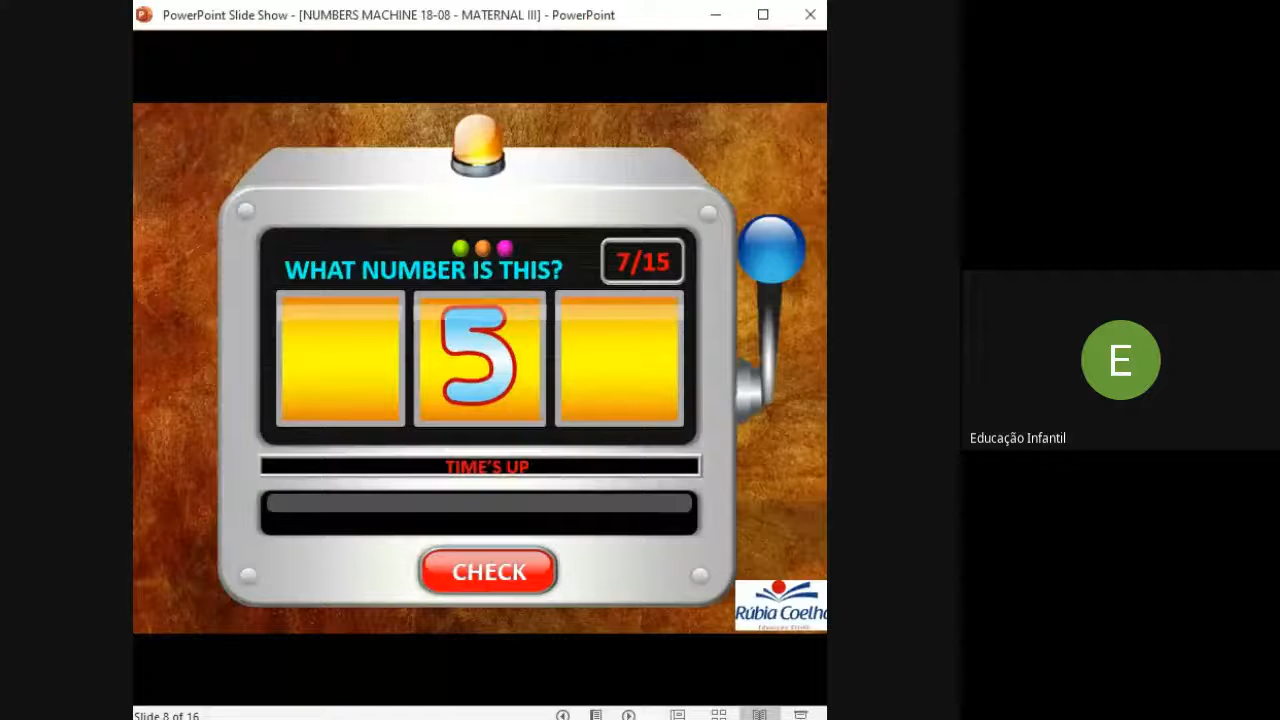 PowerPoint Slide Show - [NUMBERS MACHINE 18-08 - MATERNAL III] - PowerPoint
WHAT NUMBER IS THIS?
7/15
5
TIME'S UP
CHECK
Rúbia Coelho
Slide 8 of 16
E
Educação Infantil